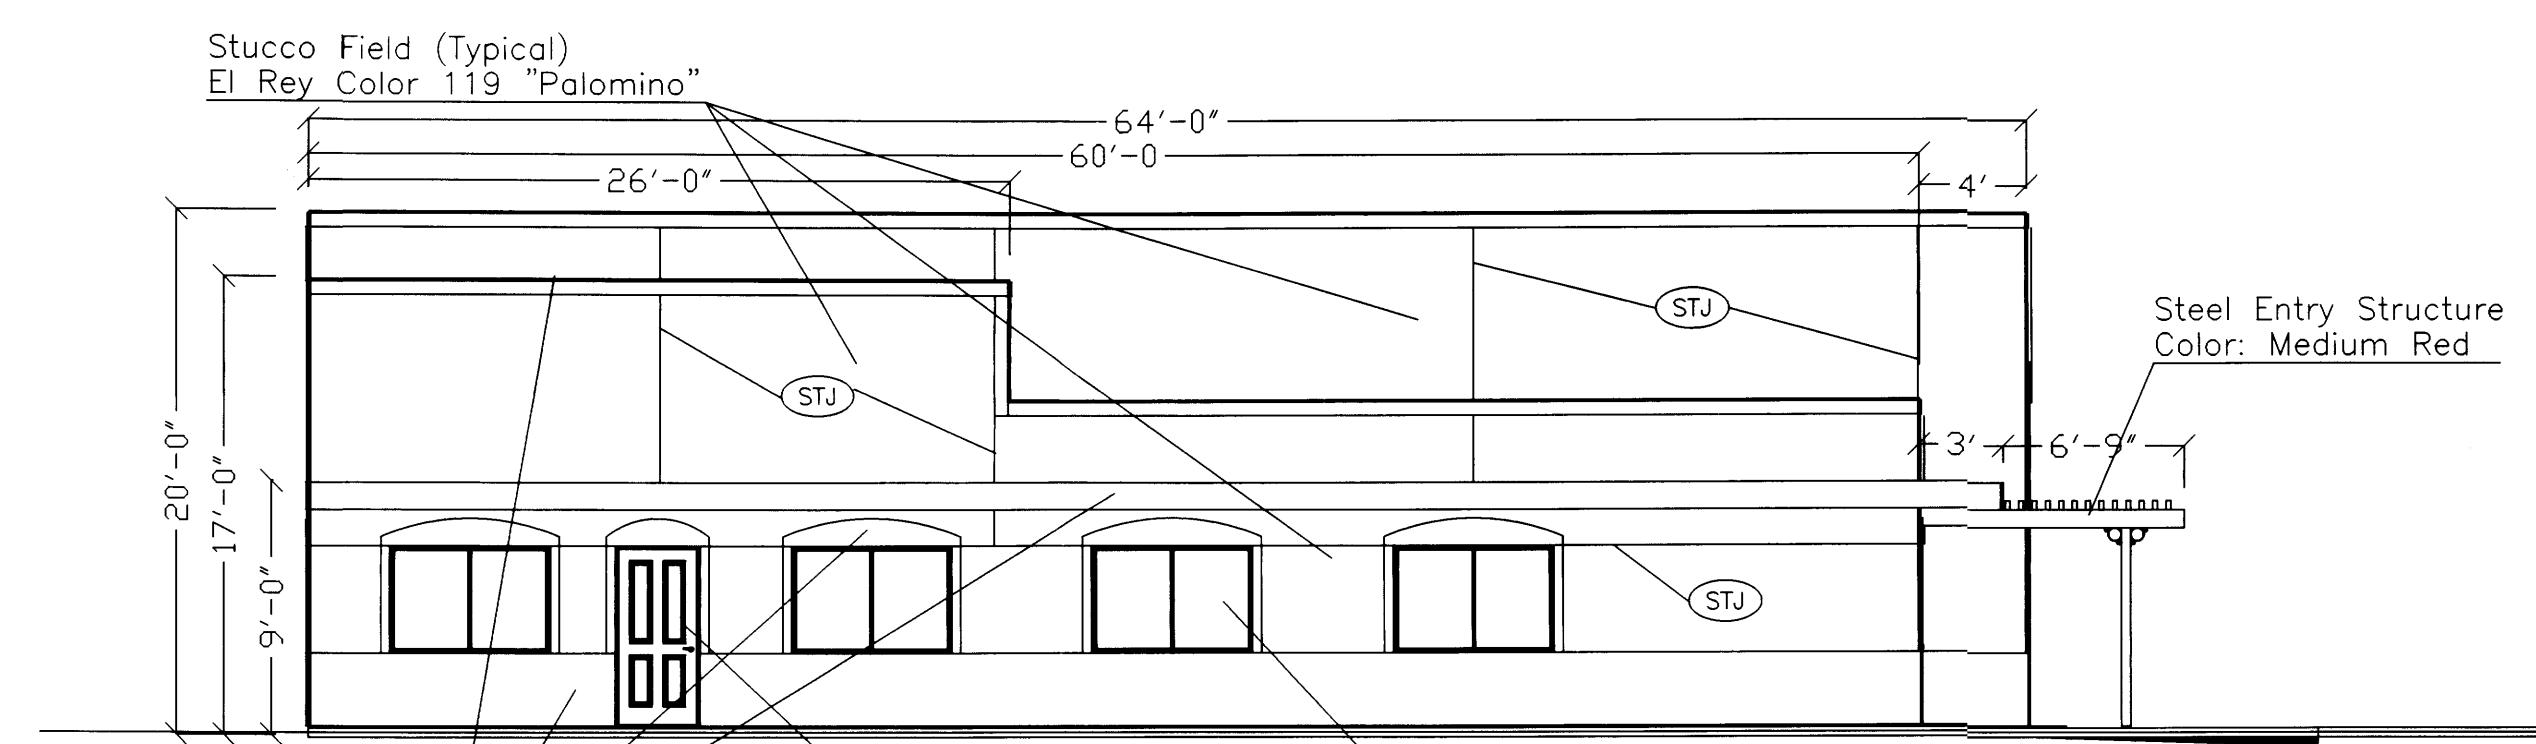 Stucco Field (Typical)
El Rey Color 119 "Palomino"
64'-0"
60'-0
26'-0"
4'
STJ
Steel Entry Structure
Color: Medium Red
STJ
3'
6'-9"
20'-0"
17'-0"
9'-0"
STJ